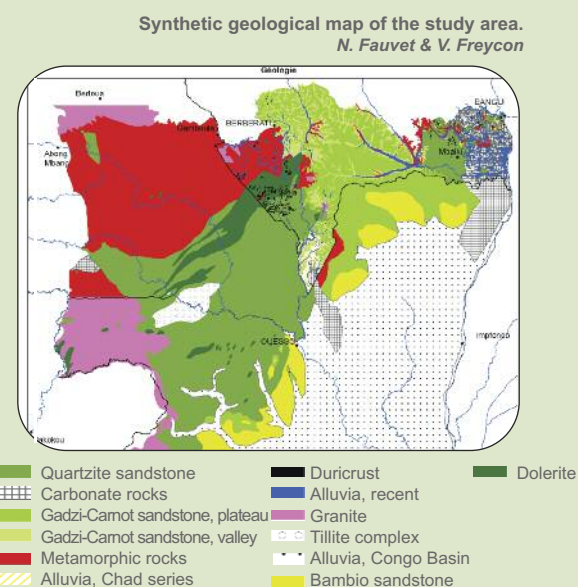 Synthetic geological map of the study area.
N. Fauvet & V. Freycon
Géologie
Bertoua
BANGUI
BERBERATI
Abong
Mbang
OUESSO
Impfondo
Quartzite sandstone
Carbonate rocks
Gadzi-Carnot sandstone, plateau
Gadzi-Carnot sandstone, valley
Metamorphic rocks
Alluvia, Chad series
Duricrust
Alluvia, recent
Granite
Tillite complex
Alluvia, Congo Basin
Bambio sandstone
Dolerite